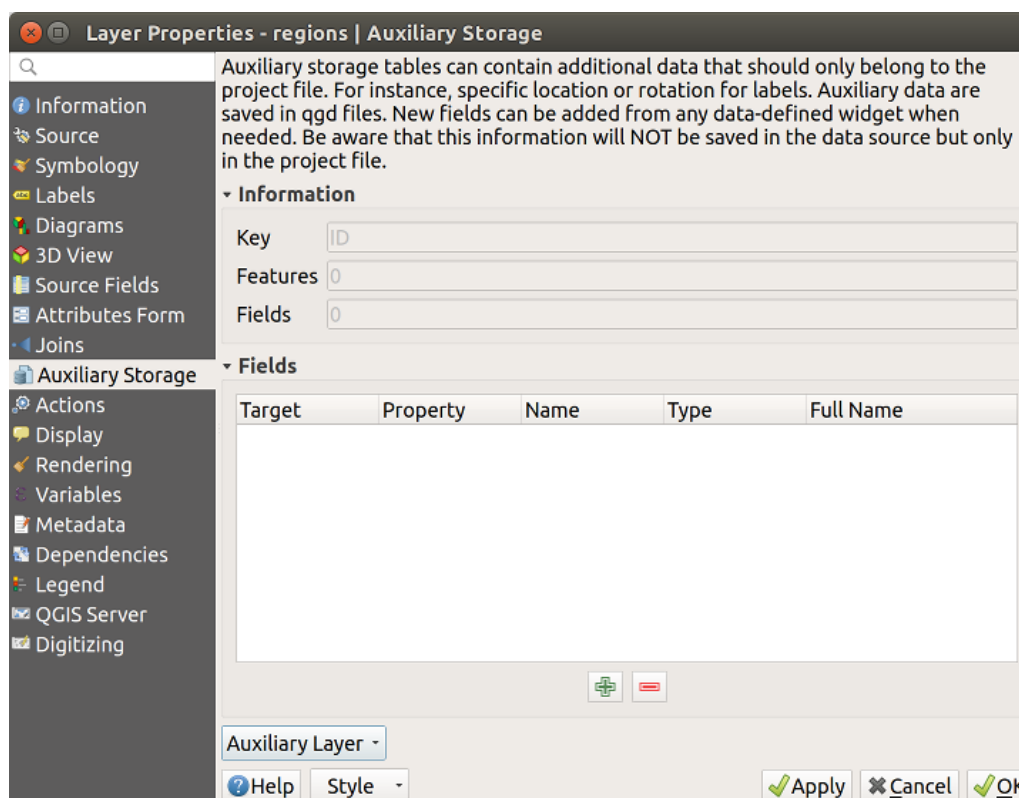 Layer Properties - regions | Auxiliary Storage
Information
Source
Symbology
Labels
Diagrams
3D View
Source Fields
Attributes Form
Joins
Auxiliary Storage
Actions
Display
Rendering
Variables
Metadata
Dependencies
Legend
QGIS Server
Digitizing
Auxiliary storage tables can contain additional data that should only belong to the
project file. For instance, specific location or rotation for labels. Auxiliary data are
saved in qgd files. New fields can be added from any data-defined widget when
needed. Be aware that this information will NOT be saved in the data source but only
in the project file.
Information
Key ID
Features 0
Fields 0
Fields
Target Property Name Type Full Name
Auxiliary Layer
Help Style Apply Cancel OK